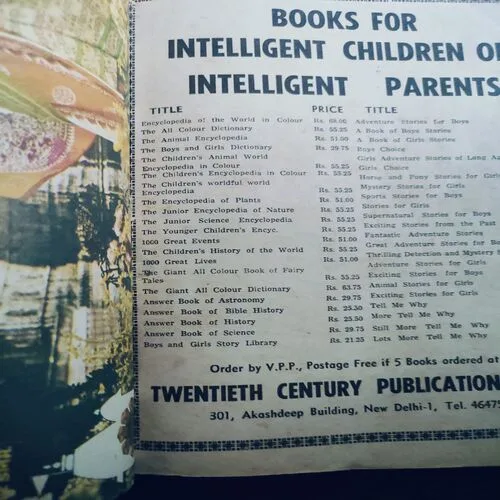 BOOKS FOR
INTELLIGENT CHILDREN OF
INTELLIGENT PARENTS
TITLE PRICE TITLE
Encyclopedia of the World in Colour Rs. 68.00 Adventure Stories for Boys
The All Colour Dictionary Rs. 55.25 A Book of Boys Stories
The Animal Encyclopedia Rs. 51.00 A Book of Girls Stories
The Boys and Girls Dictionary Rs. 29.75 Boys Choice
The Children's Animal World Girls Adventure Stories of Long
Encyclopedia in Colour Rs. 55.25 Girls Choice
The Children's Encyclopedia in Colour Rs. 55.25 Horse and Pony Stories for Girls
The Children's worldful world Mystery Stories for Girls
Encyclopedia Rs. 55.25 Sports Stories for Boys
The Encyclopedia of Plants Rs. 51.00 Stories for Girls
The Junior Encyclopedia of Nature Rs. 55.25 Supernatural Stories for Boys
The Junior Science Encyclopedia Rs. 55.25 Exciting Stories from the Past
The Younger Children's Encyc. Rs. 55.25 Fantastic Adventure Stories
1000 Great Events Rs. 51.00 Great Adventure Stories for
The Children's History of the World Rs. 55.25 Thrilling Detection and Mystery
1000 Great Lives Rs. 51.00 Adventure Stories for Girls
The Giant All Colour Book of Fairy Exciting Stories for Boys
Tales Rs. 55.25 Animal Stories for Girls
The Giant All Colour Dictionary Rs. 63.75 Exciting Stories for Girls
Answer Book of Astronomy Rs. 29.75 Tell Me Why
Answer Book of Bible History Rs. 25.50 More Tell Me Why
Answer Book of History Rs. 25.50 Still More Tell Me Why
Answer Book of Science Rs. 29.75 Lots More Tell Me Why
Boys and Girls Story Library Rs. 21.25
Order by V.P.P., Postage Free if 5 Books ordered at
TWENTIETH CENTURY PUBLICATION
301, Akashdeep Building, New Delhi-1, Tel. 4647